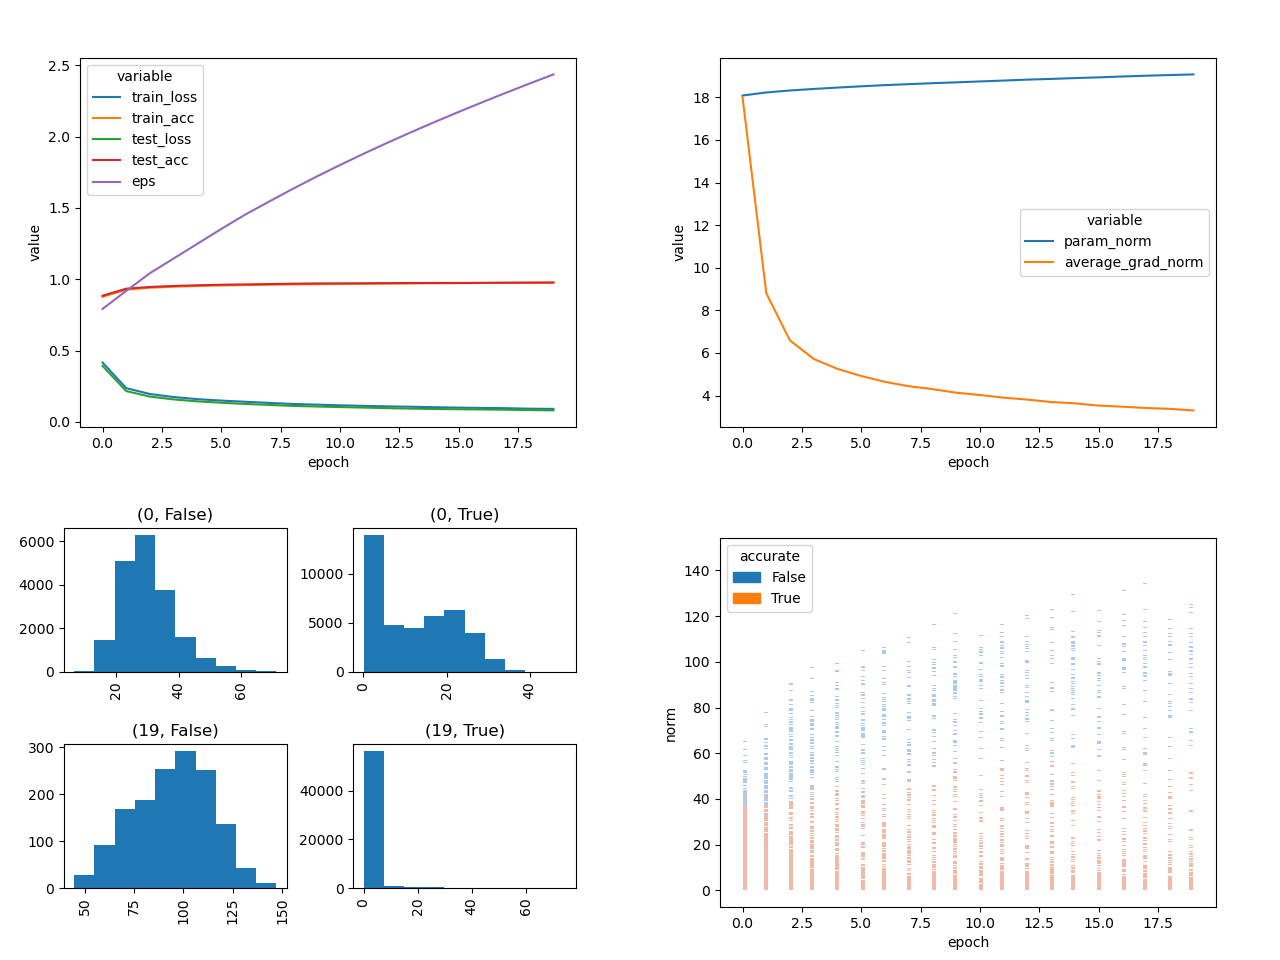 variable
train_loss
train_acc
test_loss
test_acc
eps
2.5
2.0
1.5
1.0
0.5
0.0
value
0.0 2.5 5.0 7.5 10.0 12.5 15.0 17.5
epoch
variable
param_norm
average_grad_norm
18
16
14
12
10
8
6
4
value
0.0 2.5 5.0 7.5 10.0 12.5 15.0 17.5
epoch
(0, False)
6000
4000
2000
0
20 40 60
(0, True)
10000
5000
0
0 20 40
(19, False)
300
200
100
0
50 75 100 125 150
(19, True)
40000
20000
0
0 20 40 60
accurate
False
True
140
120
100
80
60
40
20
0
norm
0.0 2.5 5.0 7.5 10.0 12.5 15.0 17.5
epoch